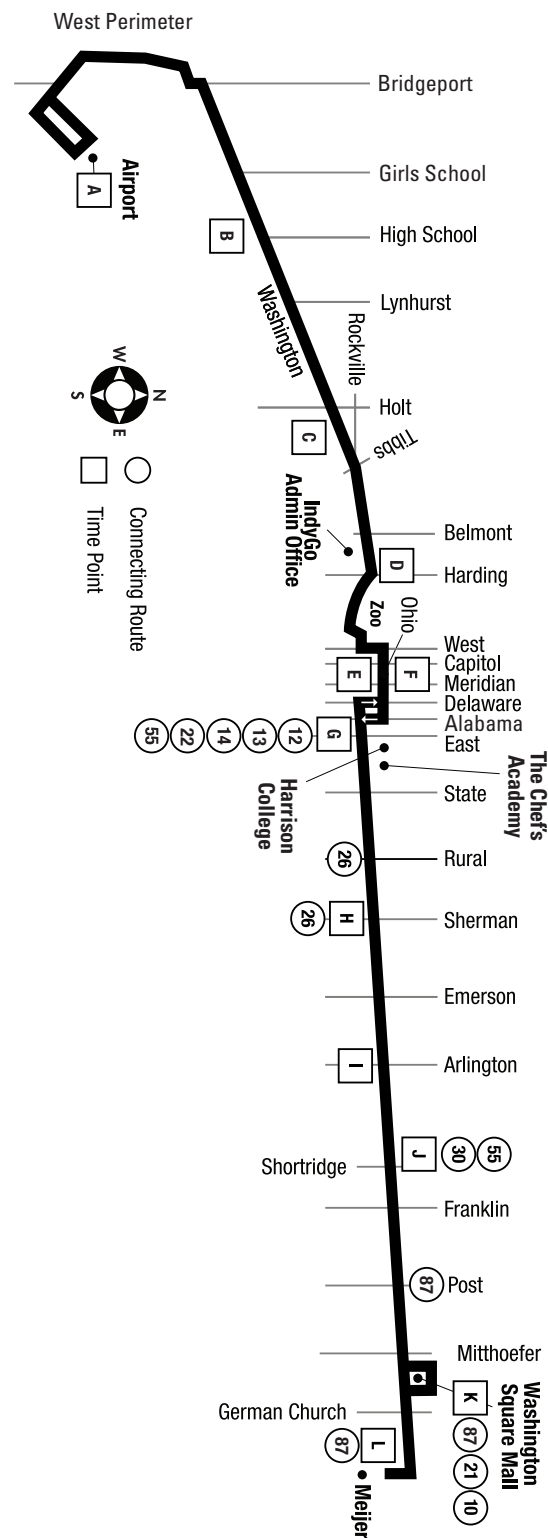 West Perimeter
Bridgeport
Airport
A
Girls School
B
High School
Washington
Lynhurst
Rockville
W
N
S
E
Holt
C
Tibbs
Connecting Route
Time Point
IndyGo
Admin Office
Belmont
D
Harding
Zoo
Ohio
West
Capitol
E
F
Meridian
Delaware
Alabama
55
22
14
13
12
G
East
Harrison
College
The Chef's
Academy
State
26
Rural
26
H
Sherman
Emerson
I
Arlington
Shortridge
J
30
55
Franklin
87
Post
Mitthoefer
Washington
Square Mall
K
87
21
10
German Church
87
L
Meijer